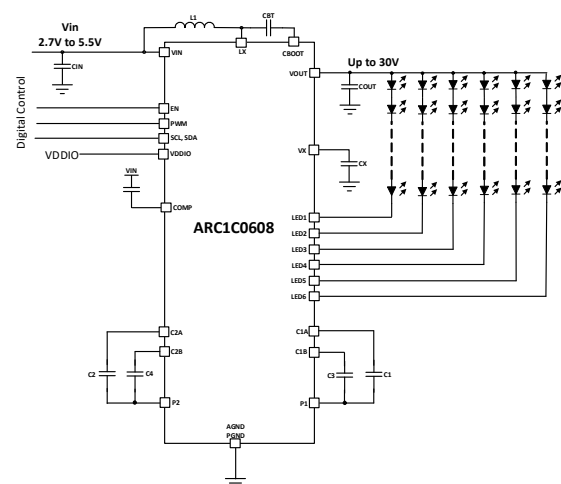 L1
CBT
Vin
2.7V to 5.5V
VIN
LX
CBOOT
CIN
Up to 30V
VOUT
COUT
Digital Control
EN
PWM
SCL, SDA
VDDIO
VDDIO
VX
CX
VIN
COMP
ARC1C0608
LED1
LED2
LED3
LED4
LED5
LED6
C2A
C1A
C2B
C1B
C2
C4
C3
C1
P2
P1
AGND
PGND